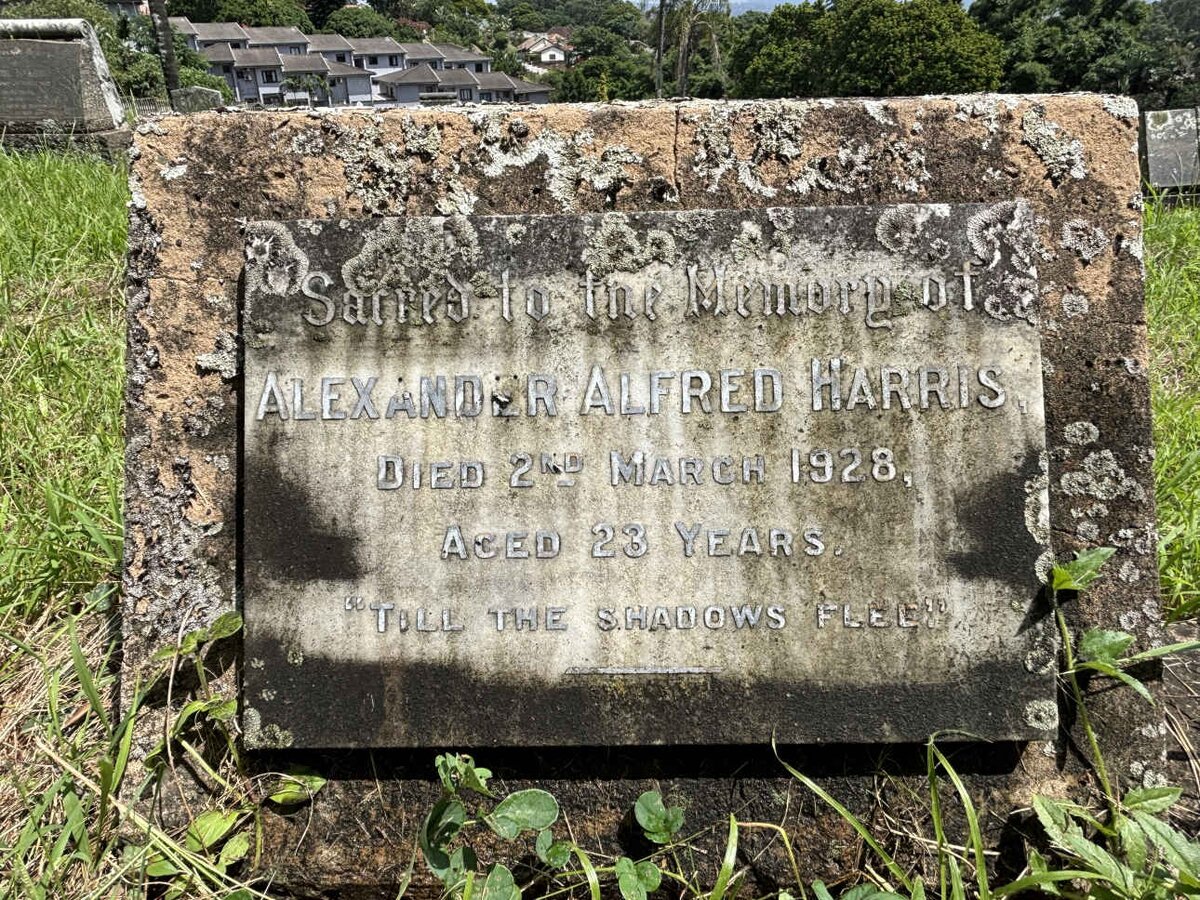 Sacred to the Memory of
ALEXANDER ALFRED HARRIS,
DIED 2ND MARCH 1928,
AGED 23 YEARS.
"TILL THE SHADOWS FLEE"